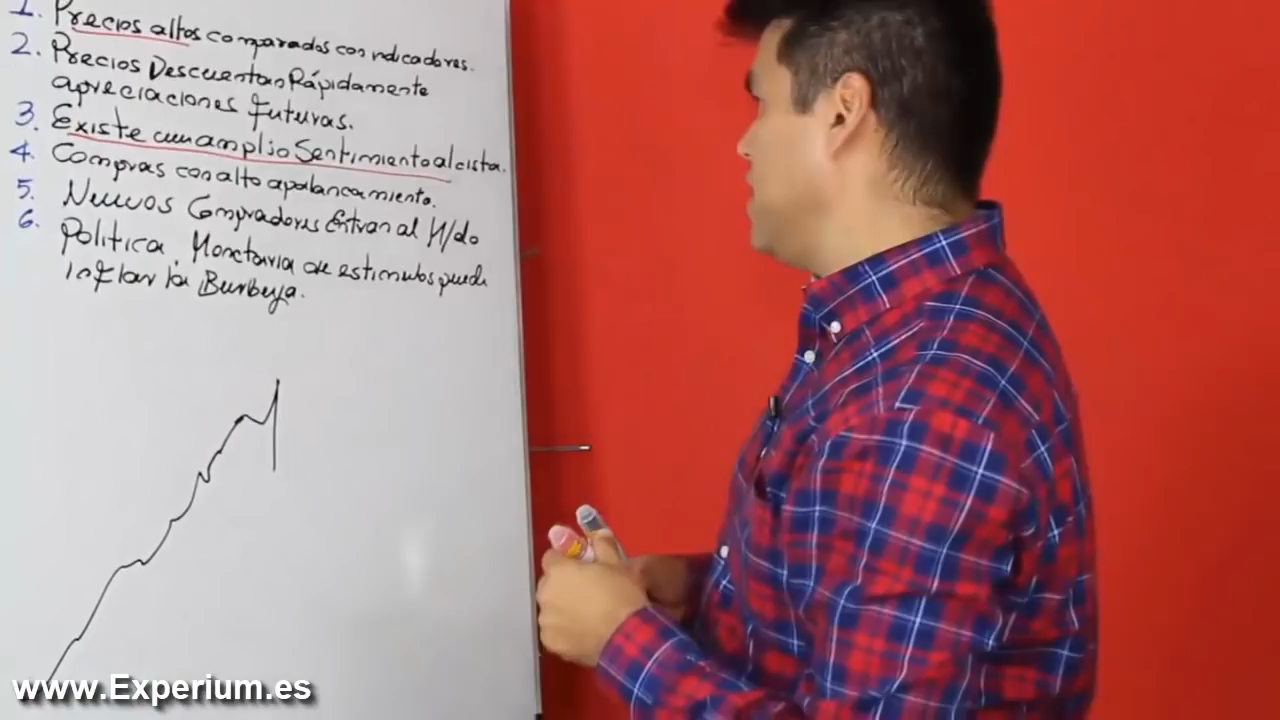 1. Precios altos comparados con indicadores.
2. Precios Descuentan Rápidamente
apreciaciones futuras.
3. Existe un amplio Sentimiento alcista.
4. Compras con alto apalancamiento.
5. Nuevos Compradores Entran al M/do
6. Politica Monetaria de estimulos puede
inflar la Burbuja.
www.Experium.es